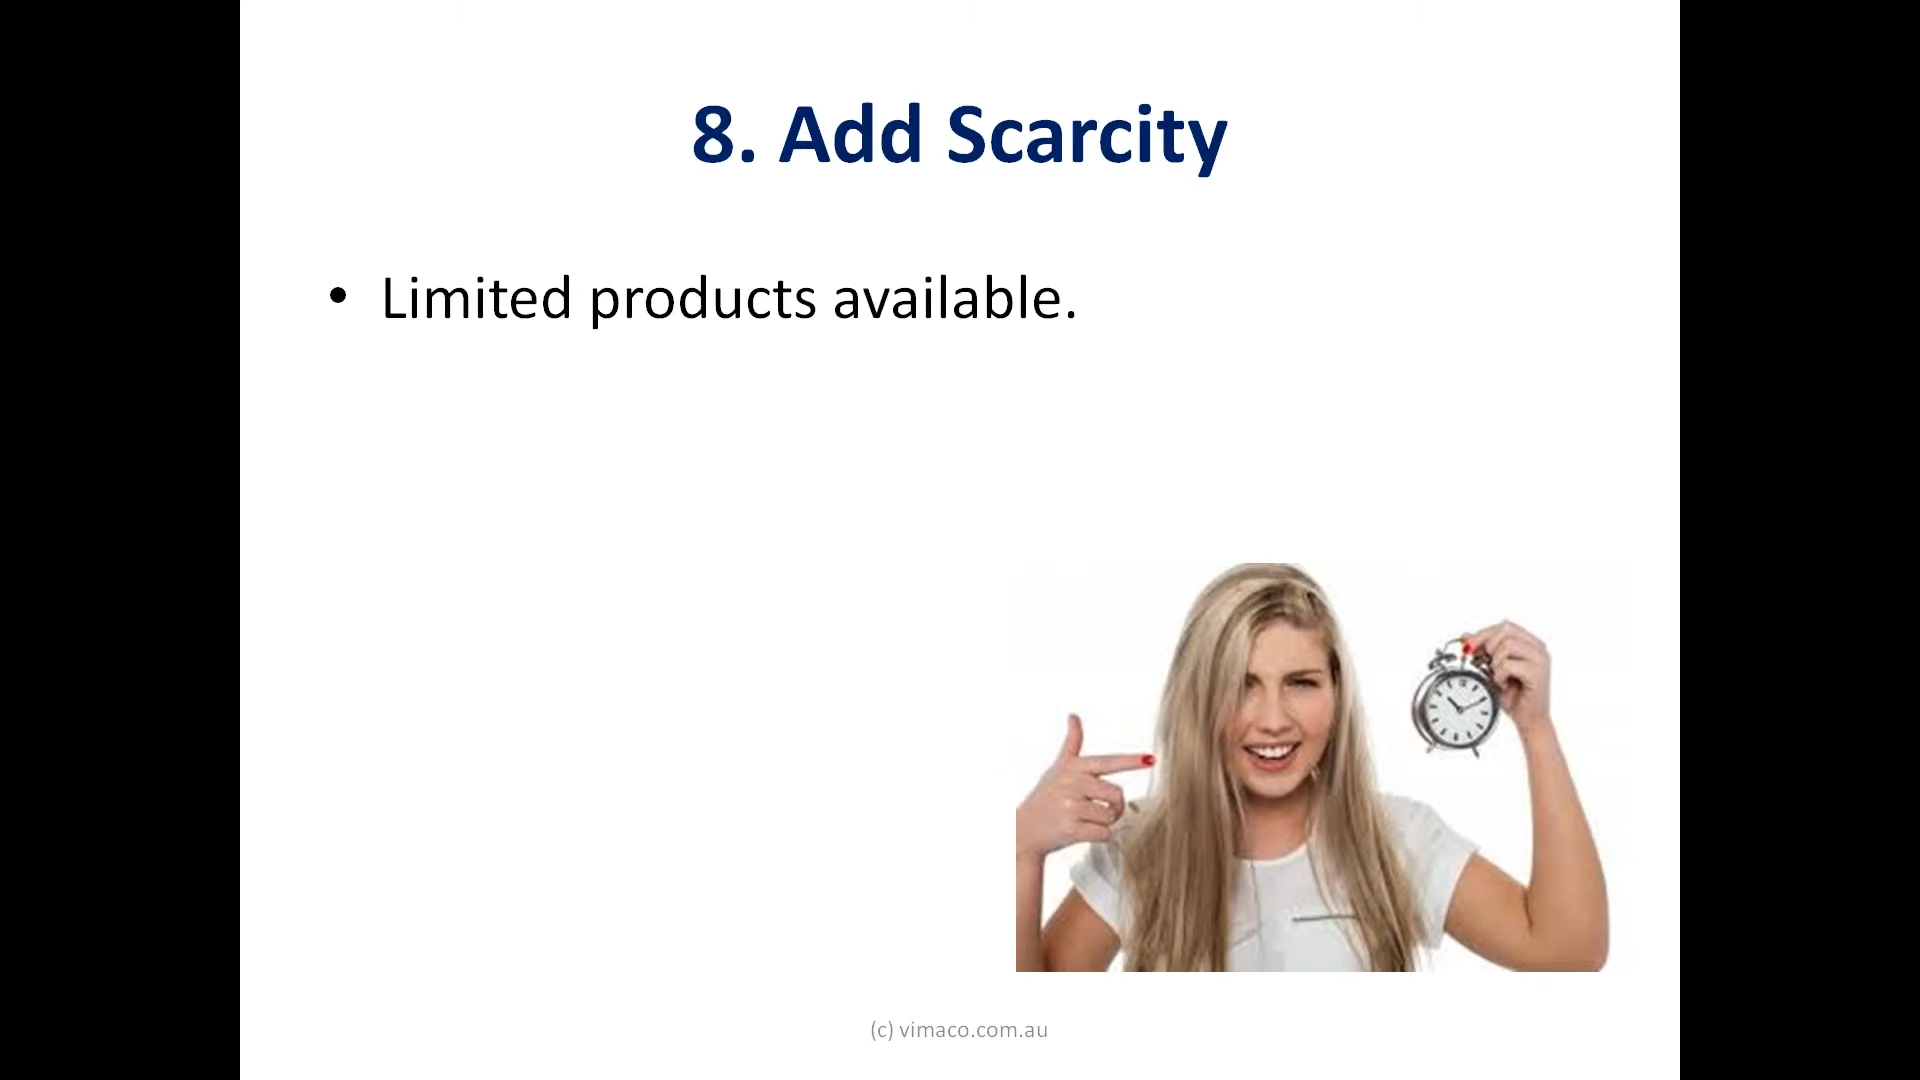 8. Add Scarcity
• Limited products available.
(c) vimaco.com.au